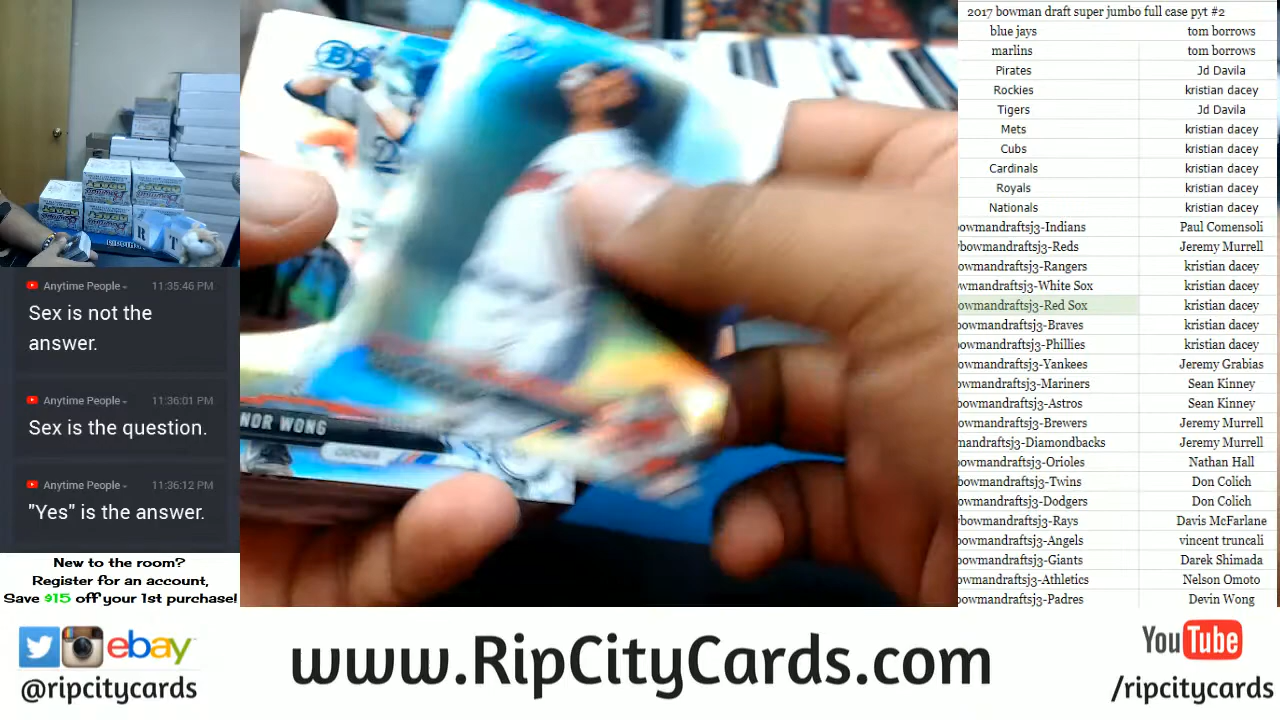 2017 bowman draft super jumbo full case pyt #2
blue jays tom borrows
marlins tom borrows
Pirates Jd Davila
Rockies kristian dacey
Tigers Jd Davila
Mets kristian dacey
Cubs kristian dacey
Cardinals kristian dacey
Royals kristian dacey
Nationals kristian dacey
owmandraftsj3-Indians Paul Comensoli
bowmandraftsj3-Reds Jeremy Murrell
owmandraftsj3-Rangers kristian dacey
wmandraftsj3-White Sox kristian dacey
owmandraftsj3-Red Sox kristian dacey
bowmandraftsj3-Braves kristian dacey
bowmandraftsj3-Phillies kristian dacey
owmandraftsj3-Yankees Jeremy Grabias
owmandraftsj3-Mariners Sean Kinney
owmandraftsj3-Astros Sean Kinney
owmandraftsj3-Brewers Jeremy Murrell
mandraftsj3-Diamondbacks Jeremy Murrell
owmandraftsj3-Orioles Nathan Hall
owmandraftsj3-Twins Don Colich
owmandraftsj3-Dodgers Don Colich
bowmandraftsj3-Rays Davis McFarlane
owmandraftsj3-Angels vincent truncali
owmandraftsj3-Giants Darek Shimada
owmandraftsj3-Athletics Nelson Omoto
bowmandraftsj3-Padres Devin Wong
R T
Anytime People 11:35:46 PM
Sex is not the
answer.
Anytime People 11:36:01 PM
Sex is the question.
Anytime People 11:36:12 PM
"Yes" is the answer.
B
NOR WONG
CATCHER
New to the room?
Register for an account,
Save $15 off your 1st purchase!
ebay
@ripcitycards
www.RipCityCards.com
YouTube
/ripcitycards